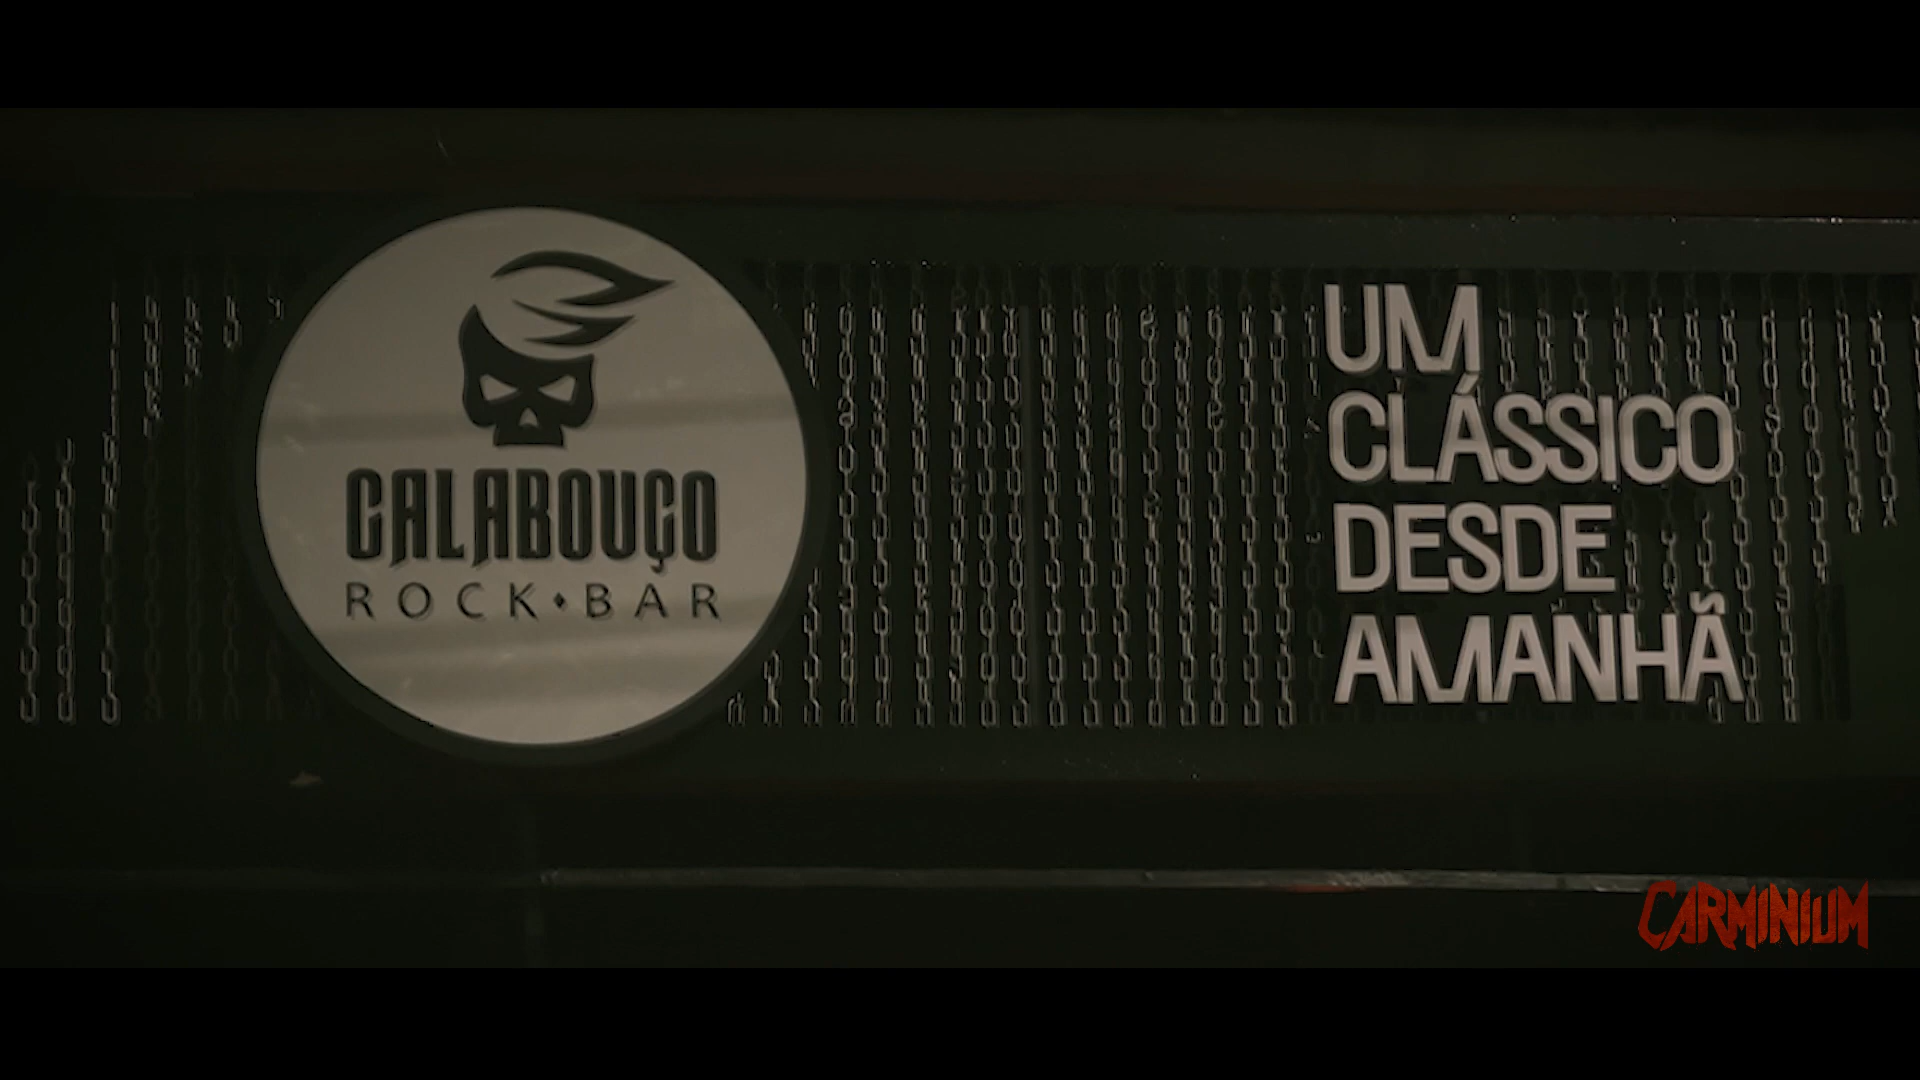 CALABOUÇO
ROCK • BAR
UM
CLÁSSICO
DESDE
AMANHÃ
CARMINIUM